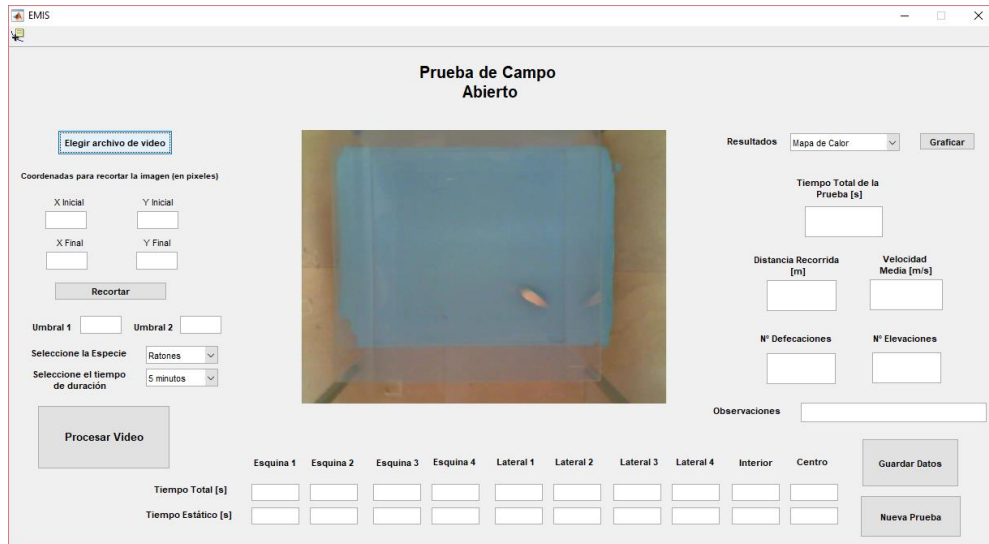 EMIS
Prueba de Campo
Abierto
Elegir archivo de video
Coordenadas para recortar la imagen (en pixeles)
X Inicial
Y Inicial
X Final
Y Final
Recortar
Umbral 1
Umbral 2
Seleccione la Especie
Ratones
Seleccione el tiempo
de duración
5 minutos
Procesar Video
Resultados
Mapa de Calor
Graficar
Tiempo Total de la
Prueba [s]
Distancia Recorrida
[m]
Velocidad
Media [m/s]
Nº Defecaciones
Nº Elevaciones
Observaciones
Esquina 1
Esquina 2
Esquina 3
Esquina 4
Lateral 1
Lateral 2
Lateral 3
Lateral 4
Interior
Centro
Tiempo Total [s]
Tiempo Estático [s]
Guardar Datos
Nueva Prueba